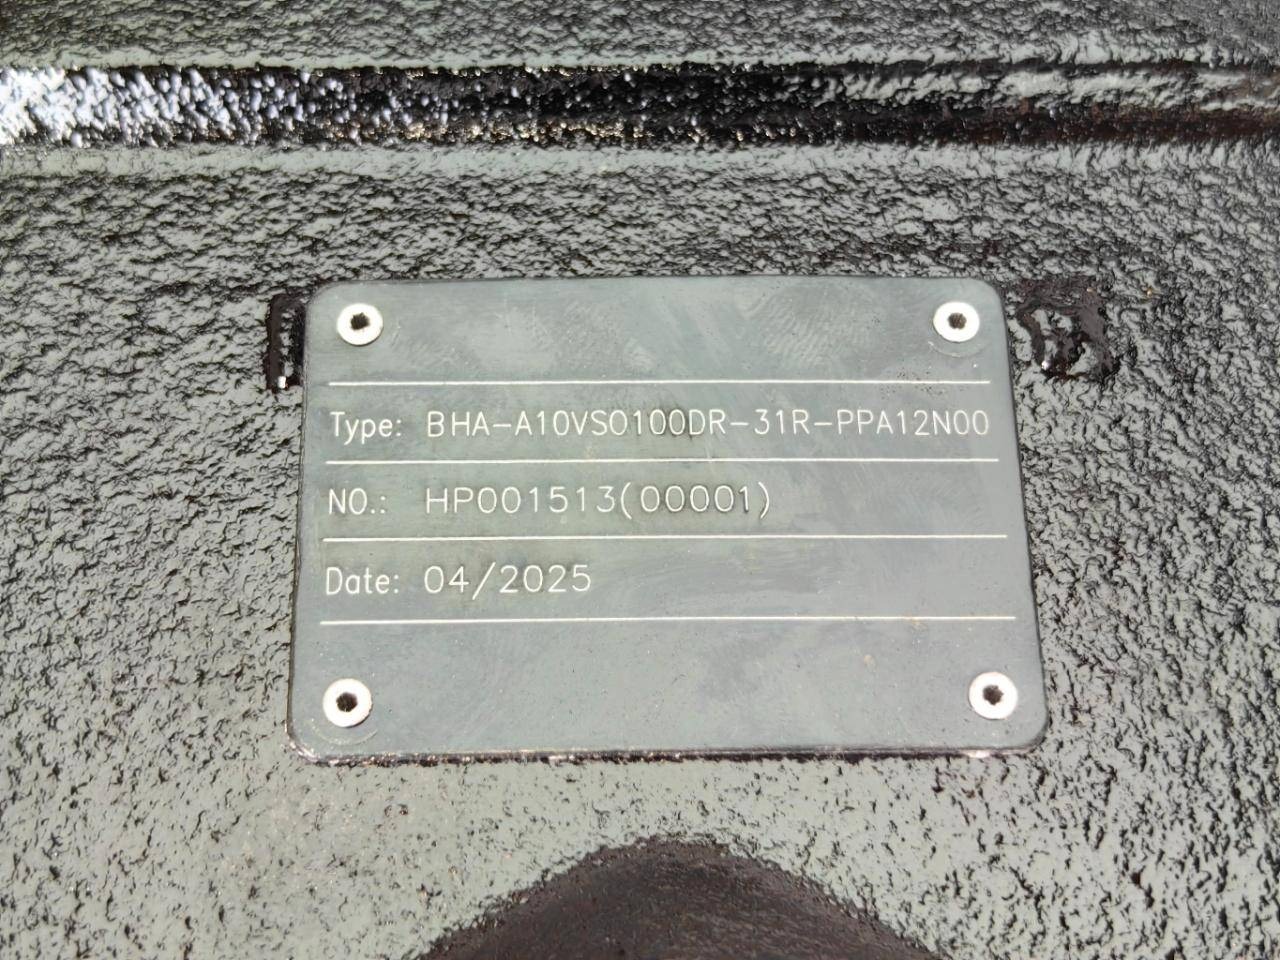 Type: BHA-A10VSO100DR-31R-PPA12N00
NO.: HP001513(00001)
Date: 04/2025